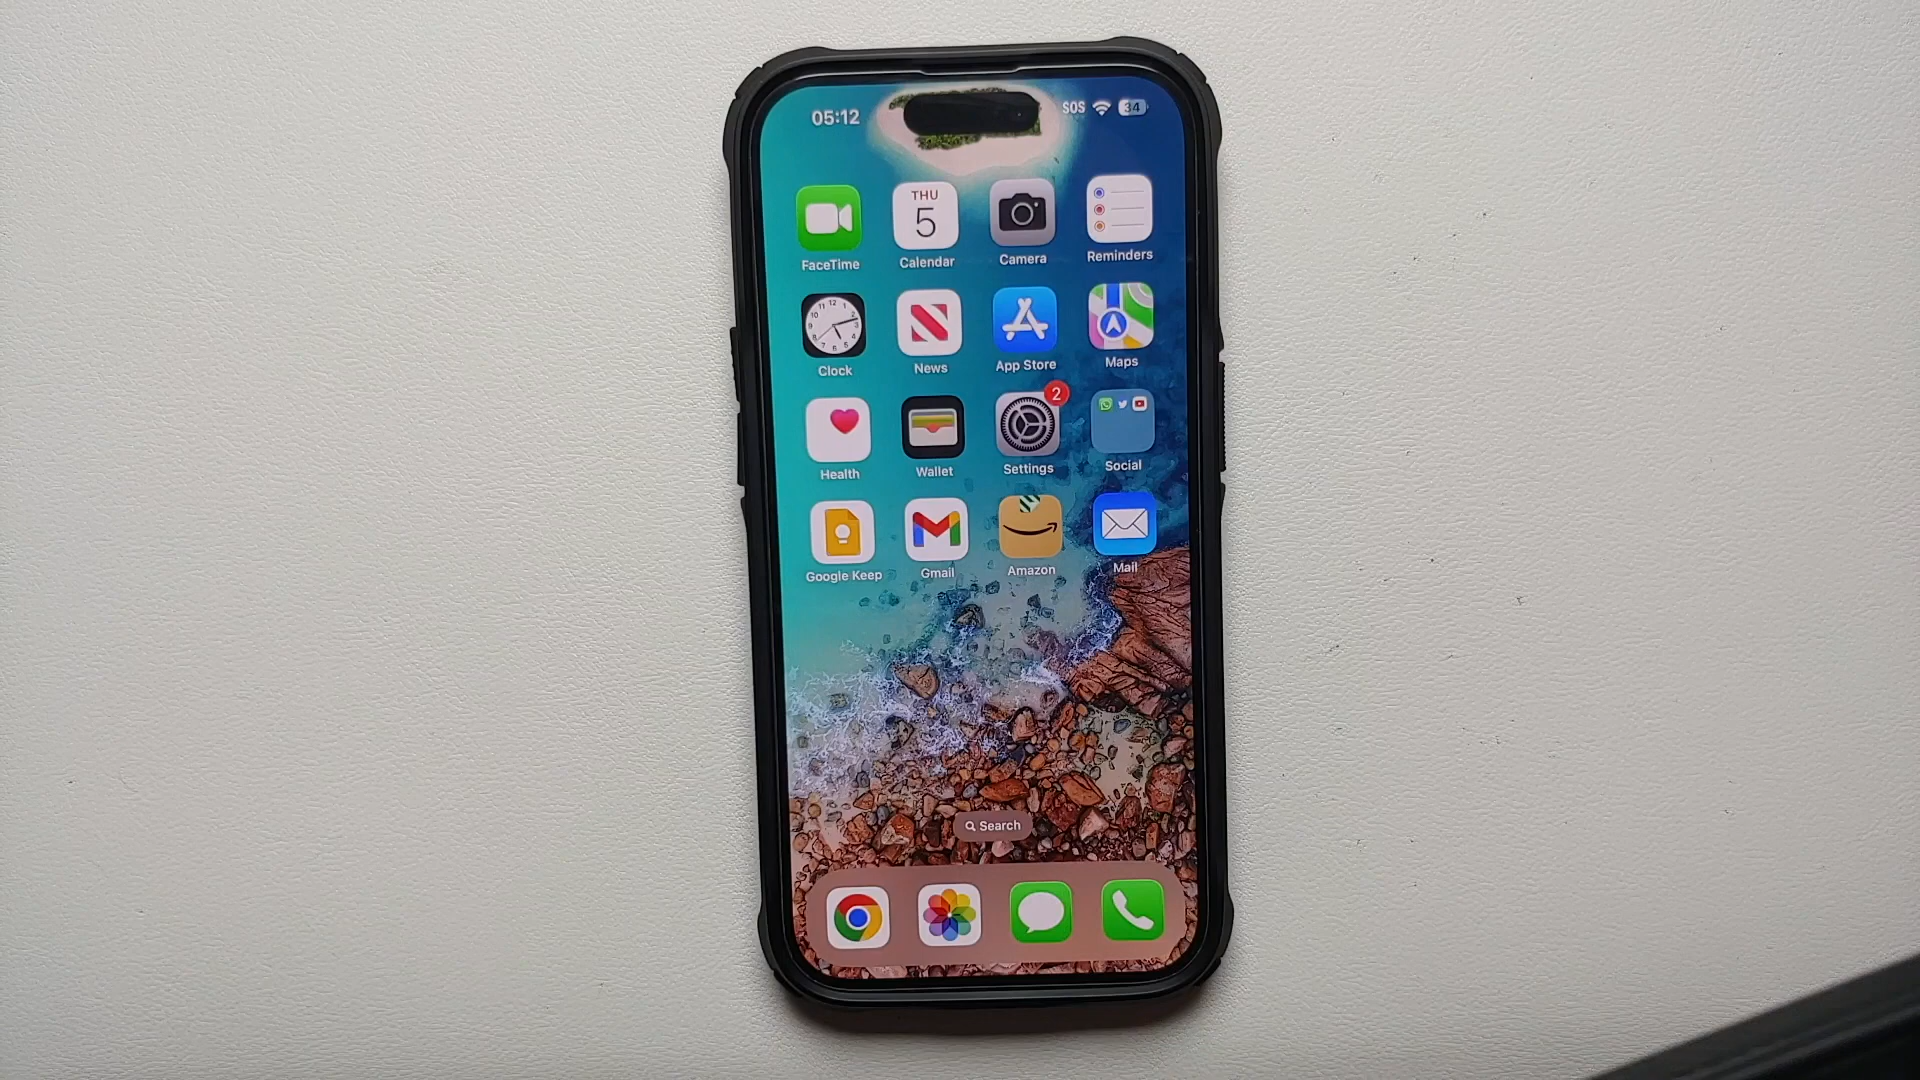 05:12 SOS 34
THU
5
FaceTime Calendar Camera Reminders
Clock News App Store Maps
2
Health Wallet Settings Social
Google Keep Gmail Amazon Mail
Search